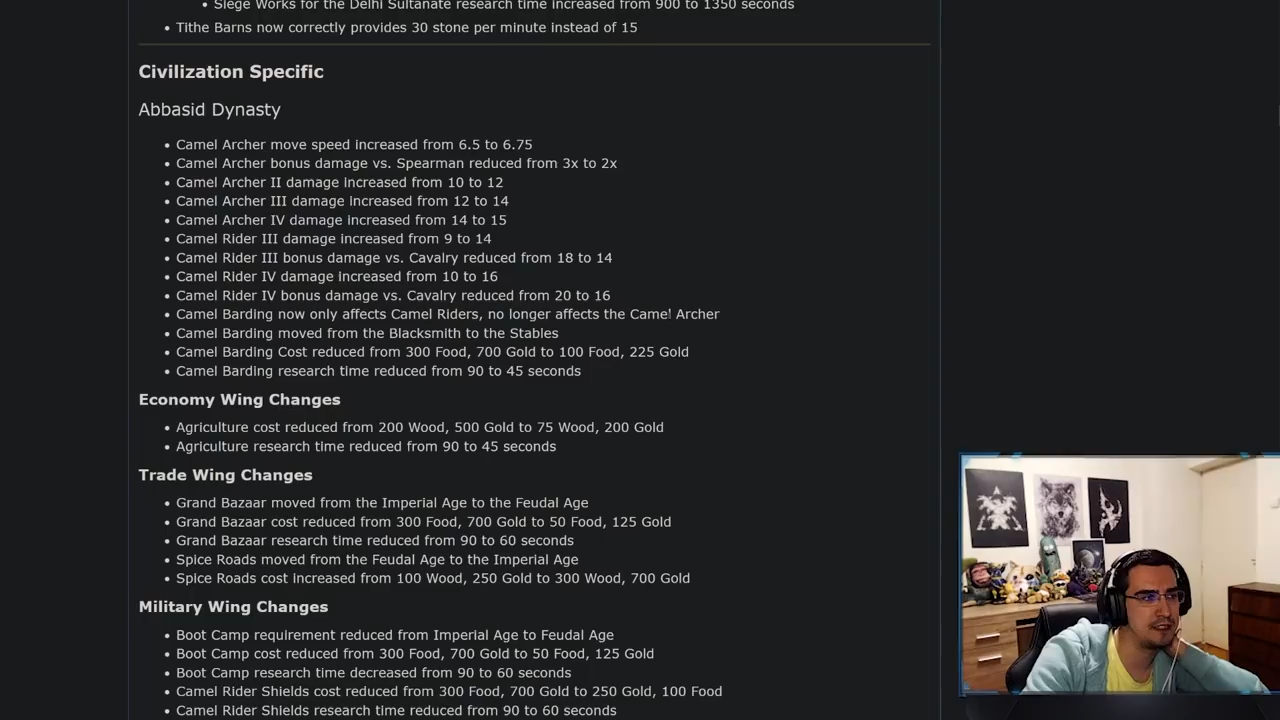 Siege Works for the Delhi Sultanate research time increased from 900 to 1350 seconds
Tithe Barns now correctly provides 30 stone per minute instead of 15
Civilization Specific
Abbasid Dynasty
Camel Archer move speed increased from 6.5 to 6.75
Camel Archer bonus damage vs. Spearman reduced from 3x to 2x
Camel Archer II damage increased from 10 to 12
Camel Archer III damage increased from 12 to 14
Camel Archer IV damage increased from 14 to 15
Camel Rider III damage increased from 9 to 14
Camel Rider III bonus damage vs. Cavalry reduced from 18 to 14
Camel Rider IV damage increased from 10 to 16
Camel Rider IV bonus damage vs. Cavalry reduced from 20 to 16
Camel Barding now only affects Camel Riders, no longer affects the Camel Archer
Camel Barding moved from the Blacksmith to the Stables
Camel Barding Cost reduced from 300 Food, 700 Gold to 100 Food, 225 Gold
Camel Barding research time reduced from 90 to 45 seconds
Economy Wing Changes
Agriculture cost reduced from 200 Wood, 500 Gold to 75 Wood, 200 Gold
Agriculture research time reduced from 90 to 45 seconds
Trade Wing Changes
Grand Bazaar moved from the Imperial Age to the Feudal Age
Grand Bazaar cost reduced from 300 Food, 700 Gold to 50 Food, 125 Gold
Grand Bazaar research time reduced from 90 to 60 seconds
Spice Roads moved from the Feudal Age to the Imperial Age
Spice Roads cost increased from 100 Wood, 250 Gold to 300 Wood, 700 Gold
Military Wing Changes
Boot Camp requirement reduced from Imperial Age to Feudal Age
Boot Camp cost reduced from 300 Food, 700 Gold to 50 Food, 125 Gold
Boot Camp research time decreased from 90 to 60 seconds
Camel Rider Shields cost reduced from 300 Food, 700 Gold to 250 Gold, 100 Food
Camel Rider Shields research time reduced from 90 to 60 seconds